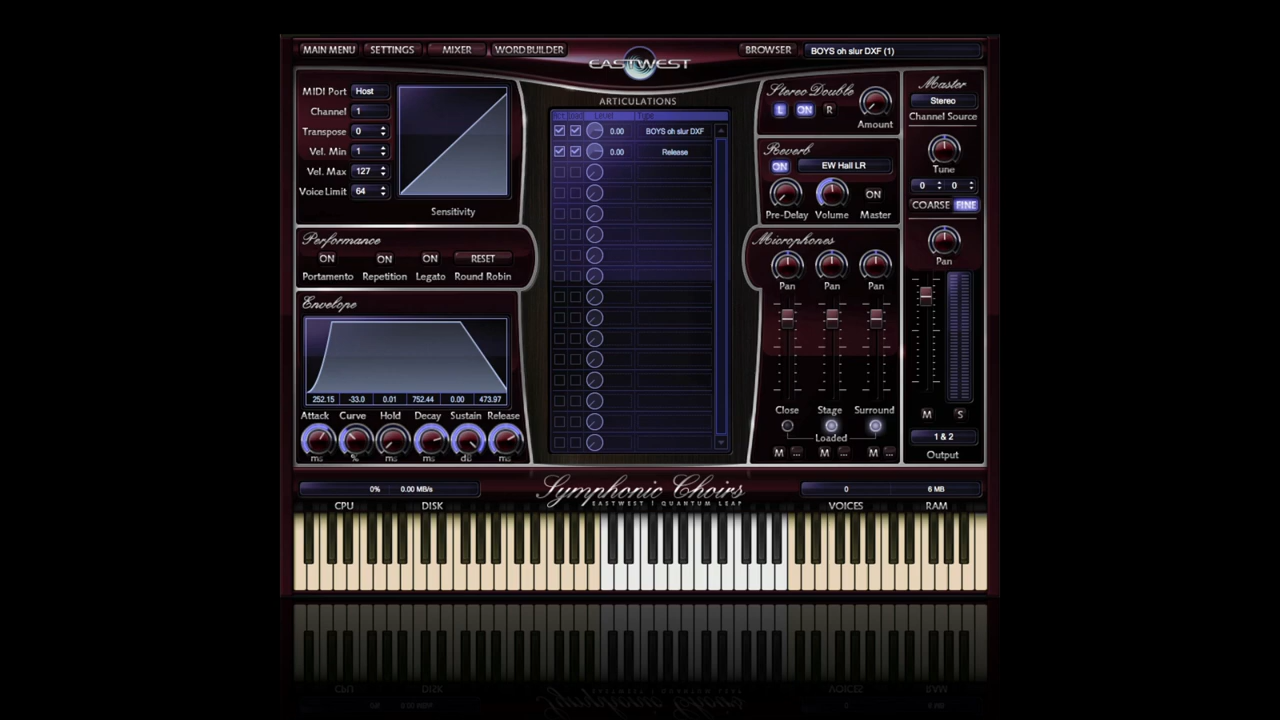 MAIN MENU SETTINGS MIXER WORDBUILDER BROWSER BOYS oh slur DXF (1)
EASTWEST
MIDI Port Host
Channel 1
Transpose 0
Vel. Min 1
Vel. Max 127
Voice Limit 64
Sensitivity
Performance
ON ON ON RESET
Portamento Repetition Legato Round Robin
Envelope
252.15 -33.0 0.01 752.44 0.00 473.97
Attack Curve Hold Decay Sustain Release
ms % ms ms dB ms
ARTICULATIONS
Level Type
0.00 BOYS oh slur DXF
0.00 Release
Stereo Double
L ON R
Amount
Reverb
ON EW Hall LR
ON
Pre-Delay Volume Master
Microphones
Pan Pan Pan
Close Stage Surround
Loaded
M ... M ... M ...
Master
Stereo
Channel Source
Tune
0 0
COARSE FINE
Pan
M S
1 & 2
Output
0% 0.00 MB/s
CPU DISK
Symphonic Choirs
EASTWEST | QUANTUM LEAP
0 6 MB
VOICES RAM